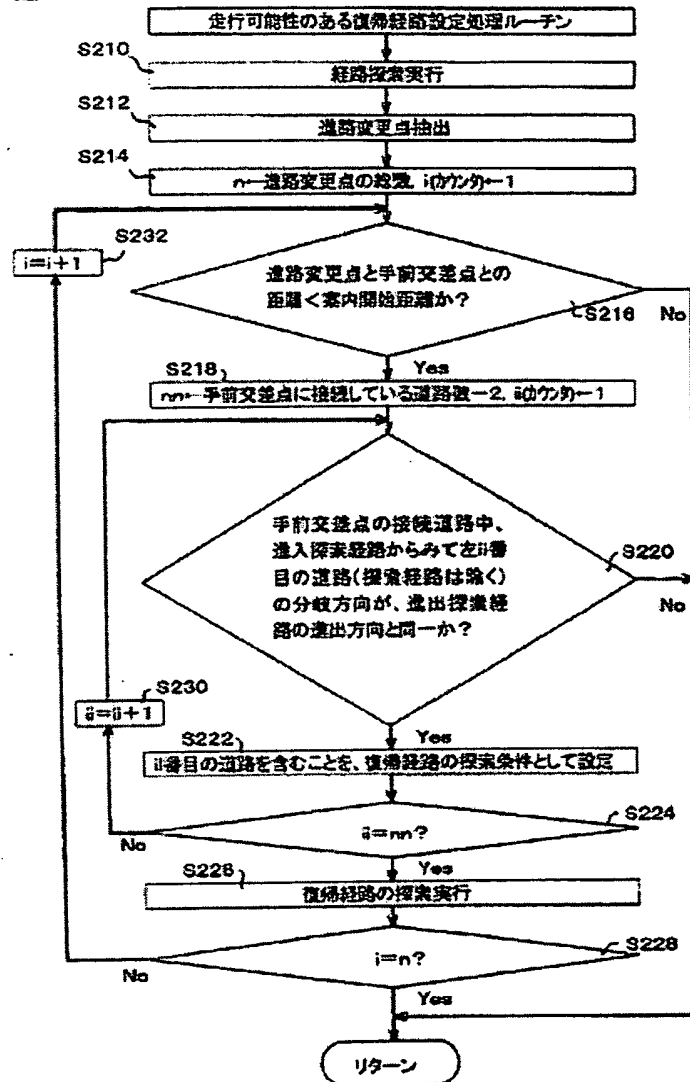 走行可能性のある復帰経路設定処理ルーチン
S210
経路探索実行
S212
道路変更点抽出
S214
n←道路変更点の総数, i(カウンタ)←1
S232
i=i+1
道路変更点と手前交差点との
距離く案内開始距離か?
S216
No
Yes
S218
nn←手前交差点に接続している道路数-2, ii(カウンタ)←1
手前交差点の接続道路中、
進入探索経路からみて左ii番
目の道路(探索経路は除く)
の分岐方向が、進出探索経
路の進出方向と同一か?
S220
No
S230
ii=ii+1
Yes
S222
ii番目の道路を含むことを、復帰経路の探索条件として設定
S224
ii=nn?
No
Yes
S226
復帰経路の探索実行
S228
i=n?
No
Yes
リターン